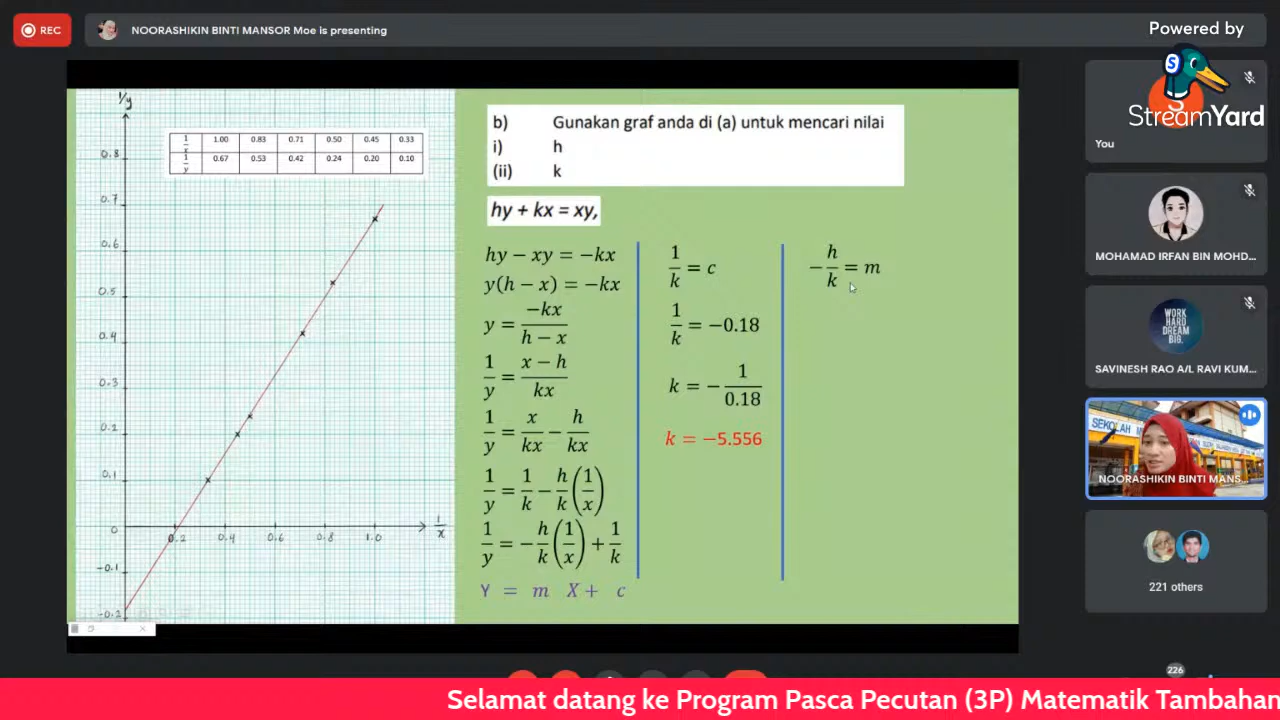 REC
NOORASHIKIN BINTI MANSOR Moe is presenting
Powered by
S
StreamYard
You
MOHAMAD IRFAN BIN MOHD...
WORK HARD DREAM BIG.
SAVINESH RAO A/L RAVI KUM...
SEKOLAH
NOORASHIKIN BINTI MANS...
221 others
226
1/y
1/x 1.00 0.83 0.71 0.50 0.45 0.33
1/y 0.67 0.53 0.42 0.24 0.20 0.10
0.8
0.7
0.6
0.5
0.4
0.3
0.2
0.1
0
-0.1
-0.2
0.2 0.4 0.6 0.8 1.0 1/x
b) Gunakan graf anda di (a) untuk mencari nilai
i) h
(ii) k
hy + kx = xy,
hy − xy = −kx
y(h − x) = −kx
y = −kx/(h − x)
1/y = (x − h)/kx
1/y = x/kx − h/kx
1/y = 1/k − h/k (1/x)
1/y = −h/k (1/x) + 1/k
Y = m X + c
1/k = c
1/k = −0.18
k = −1/0.18
k = −5.556
−h/k = m
Selamat datang ke Program Pasca Pecutan (3P) Matematik Tambahan